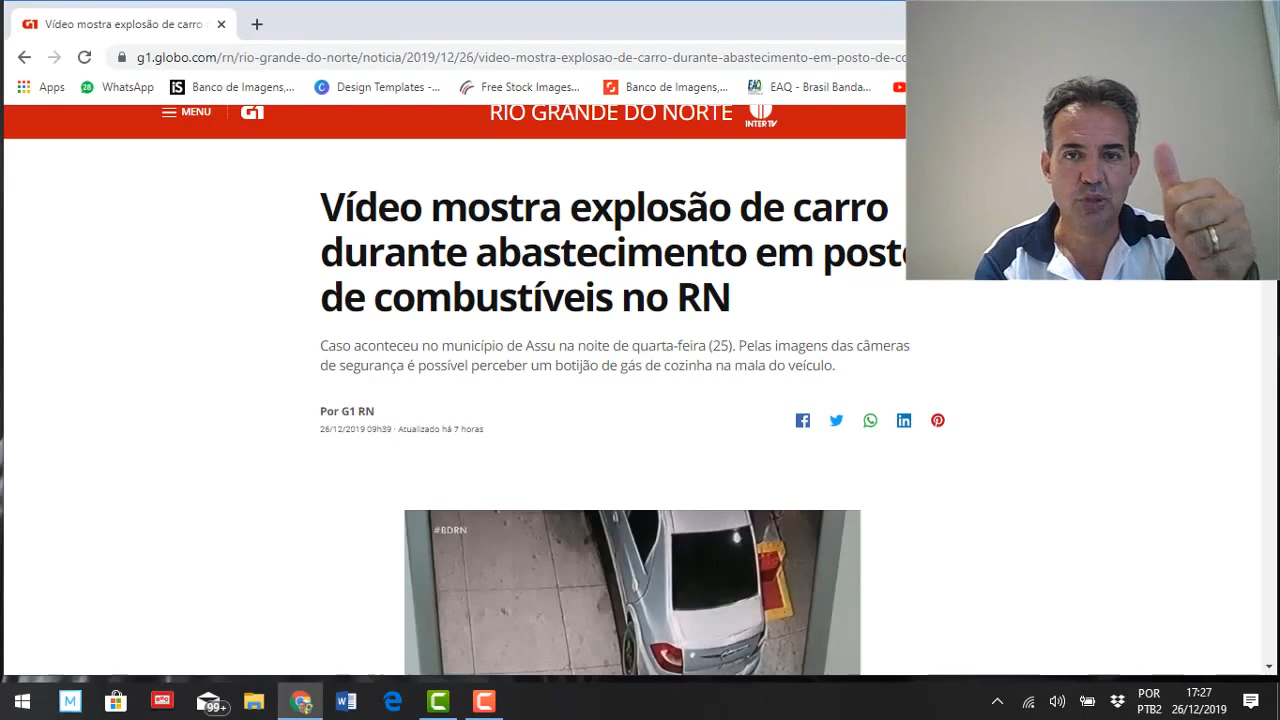 G1 Vídeo mostra explosão de carro
g1.globo.com/rn/rio-grande-do-norte/noticia/2019/12/26/video-mostra-explosao-de-carro-durante-abastecimento-em-posto-de-co
Apps 28 WhatsApp iS Banco de Imagens,... C Design Templates -... Free Stock Images... Banco de Imagens,... EAQ EAQ - Brasil Banda...
MENU G1 RIO GRANDE DO NORTE INTER TV
Vídeo mostra explosão de carro
durante abastecimento em posto
de combustíveis no RN
Caso aconteceu no município de Assu na noite de quarta-feira (25). Pelas imagens das câmeras
de segurança é possível perceber um botijão de gás de cozinha na mala do veículo.
Por G1 RN
26/12/2019 09h39 · Atualizado há 7 horas
#BDRN
M 99+ W POR 17:27
PTB2 26/12/2019